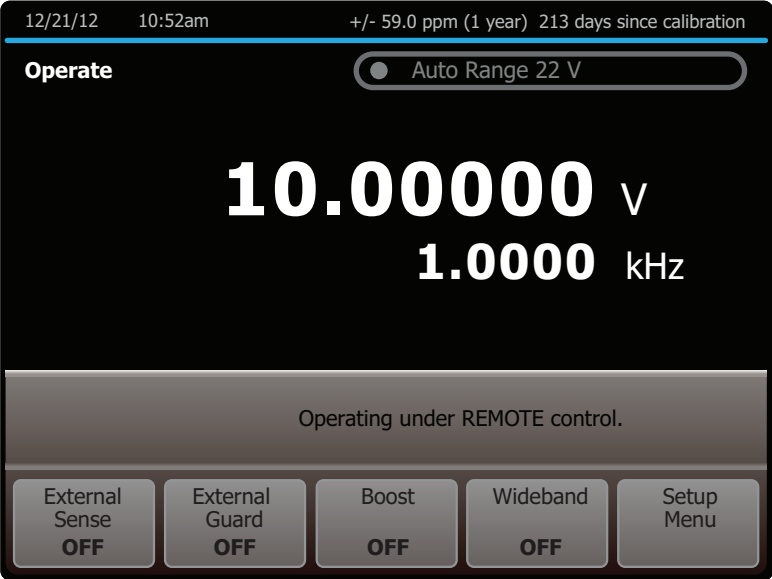 12/21/12 10:52am +/- 59.0 ppm (1 year) 213 days since calibration
Operate Auto Range 22 V
10.00000 V
1.0000 kHz
Operating under REMOTE control.
External Sense OFF
External Guard OFF
Boost OFF
Wideband OFF
Setup Menu